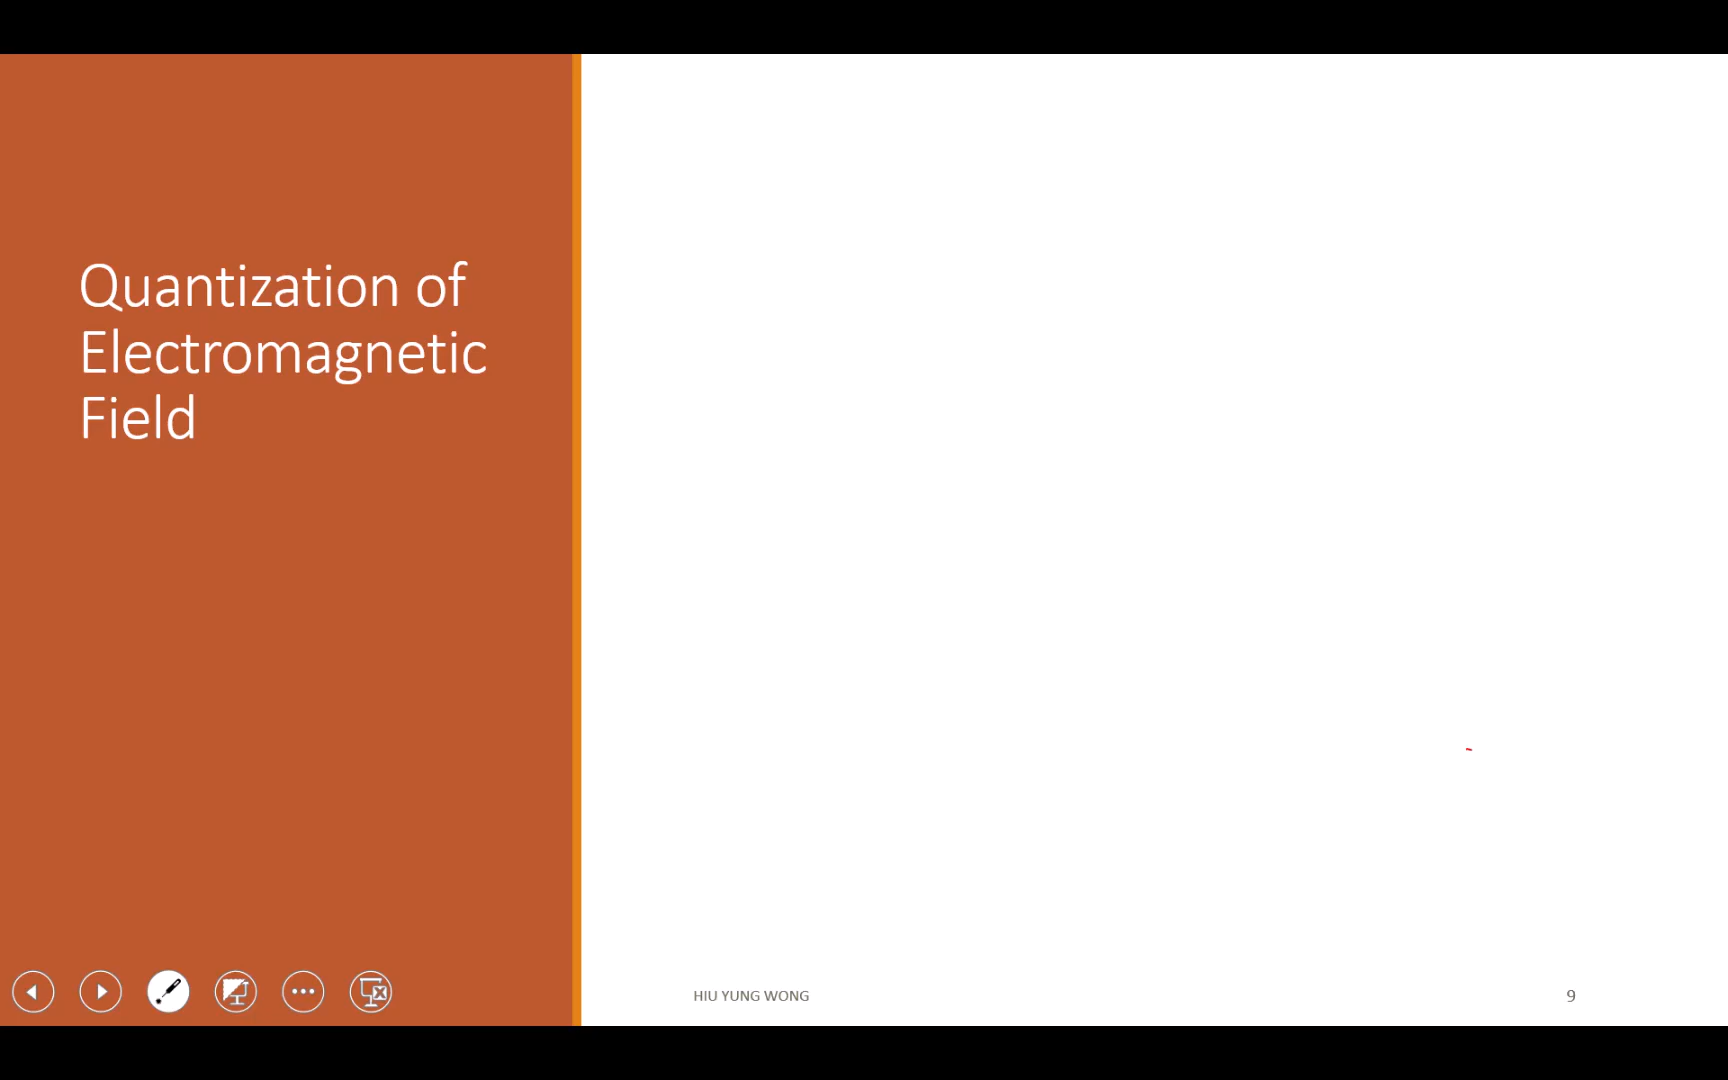 Quantization of
Electromagnetic
Field
HIU YUNG WONG
9